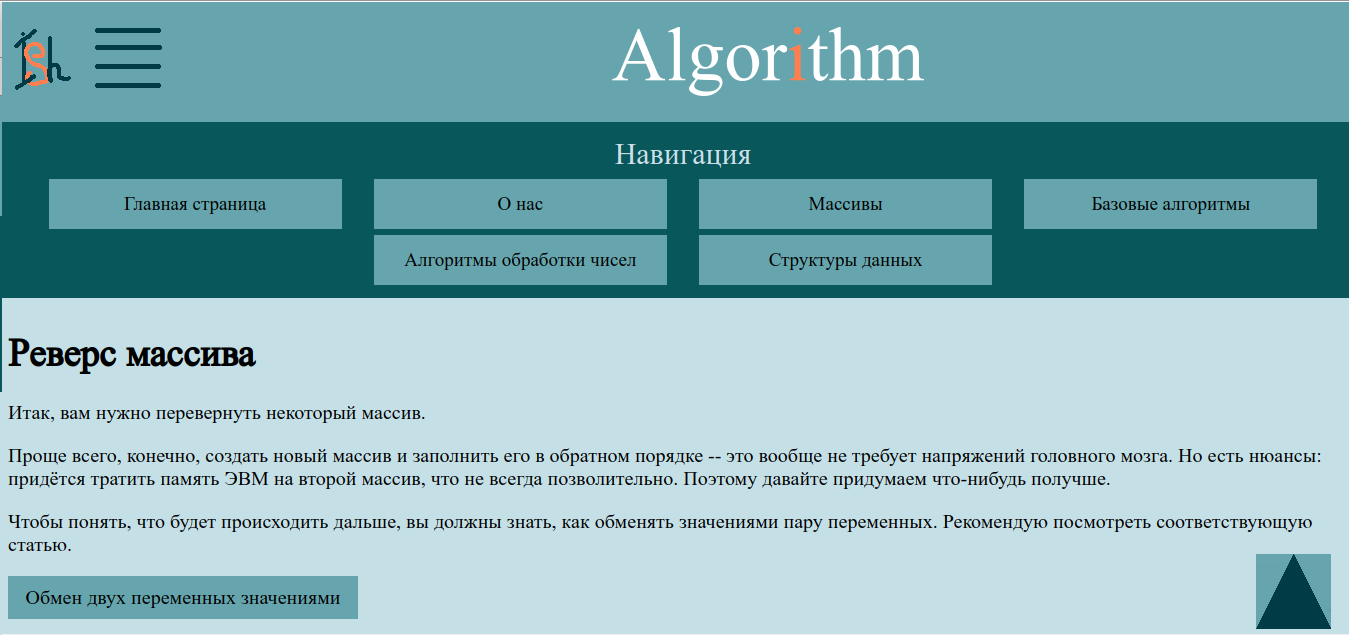 Algorithm
Навигация
Главная страница
О нас
Массивы
Базовые алгоритмы
Алгоритмы обработки чисел
Структуры данных
Реверс массива
Итак, вам нужно перевернуть некоторый массив.
Проще всего, конечно, создать новый массив и заполнить его в обратном порядке -- это вообще не требует напряжений головного мозга. Но есть нюансы:
придётся тратить память ЭВМ на второй массив, что не всегда позволительно. Поэтому давайте придумаем что-нибудь получше.
Чтобы понять, что будет происходить дальше, вы должны знать, как обменять значениями пару переменных. Рекомендую посмотреть соответствующую
статью.
Обмен двух переменных значениями